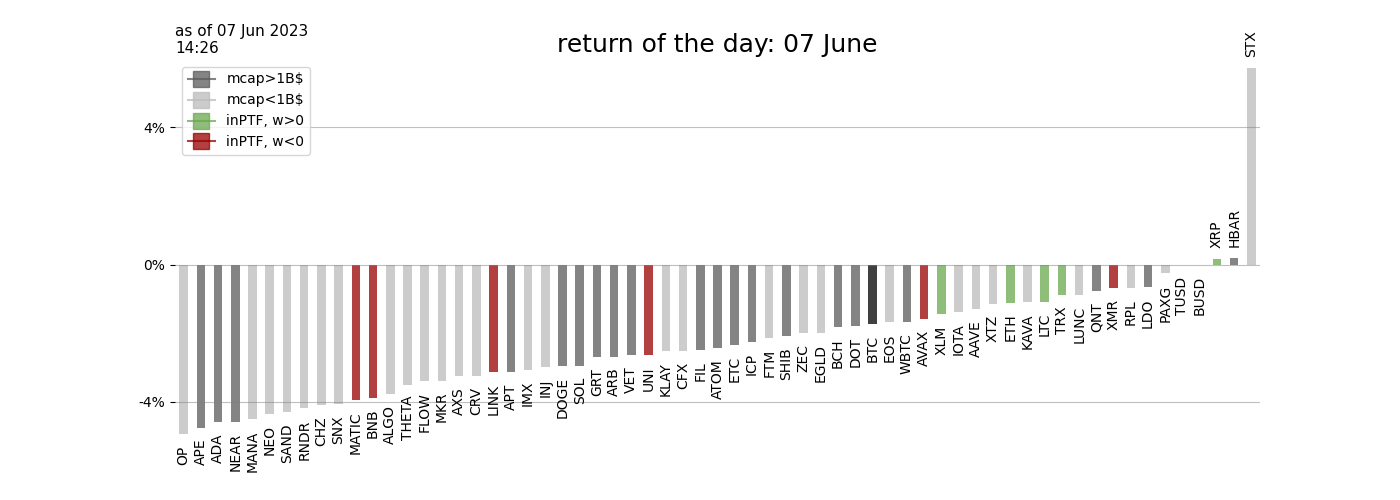 as of 07 Jun 2023
14:26
return of the day: 07 June
mcap>1B$
mcap<1B$
inPTF, w>0
inPTF, w<0
4%
0%
-4%
OP
APE
ADA
NEAR
MANA
NEO
SAND
RNDR
CHZ
SNX
MATIC
BNB
ALGO
THETA
FLOW
MKR
AXS
CRV
LINK
APT
IMX
INJ
DOGE
SOL
GRT
ARB
VET
UNI
KLAY
CFX
FIL
ATOM
ETC
ICP
FTM
SHIB
ZEC
EGLD
BCH
DOT
BTC
EOS
WBTC
AVAX
XLM
IOTA
AAVE
XTZ
ETH
KAVA
LTC
TRX
LUNC
QNT
XMR
RPL
LDO
PAXG
TUSD
BUSD
XRP
HBAR
STX